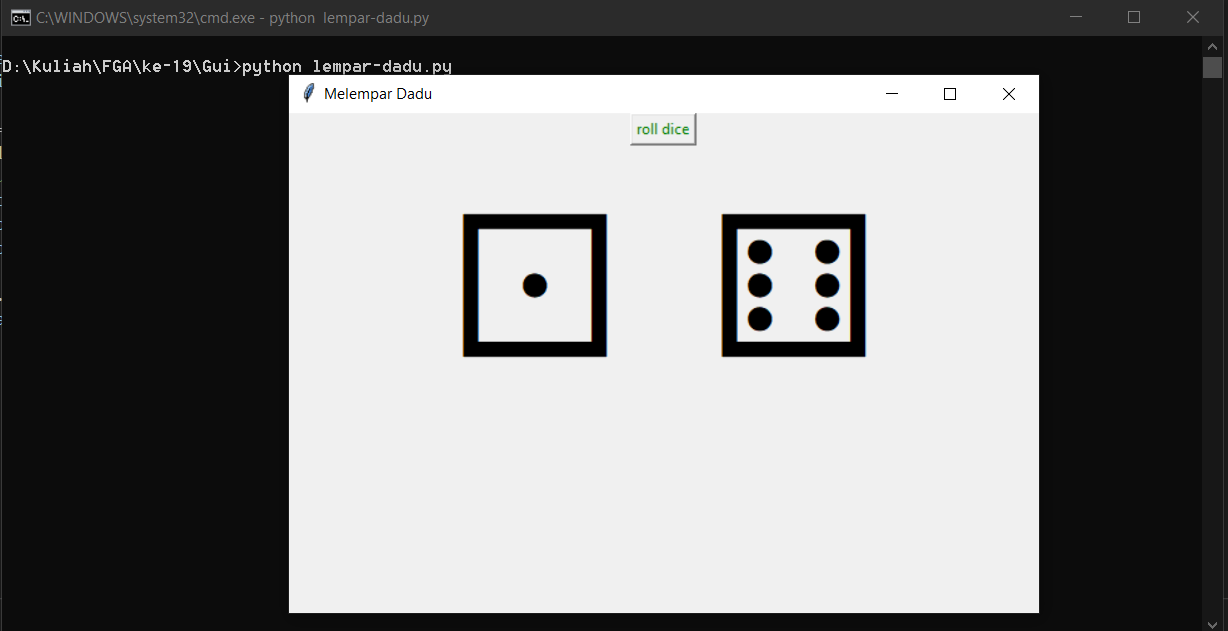 C:\WINDOWS\system32\cmd.exe - python  lempar-dadu.py
D:\Kuliah\FGA\ke-19\Gui>python lempar-dadu.py
Melempar Dadu
roll dice